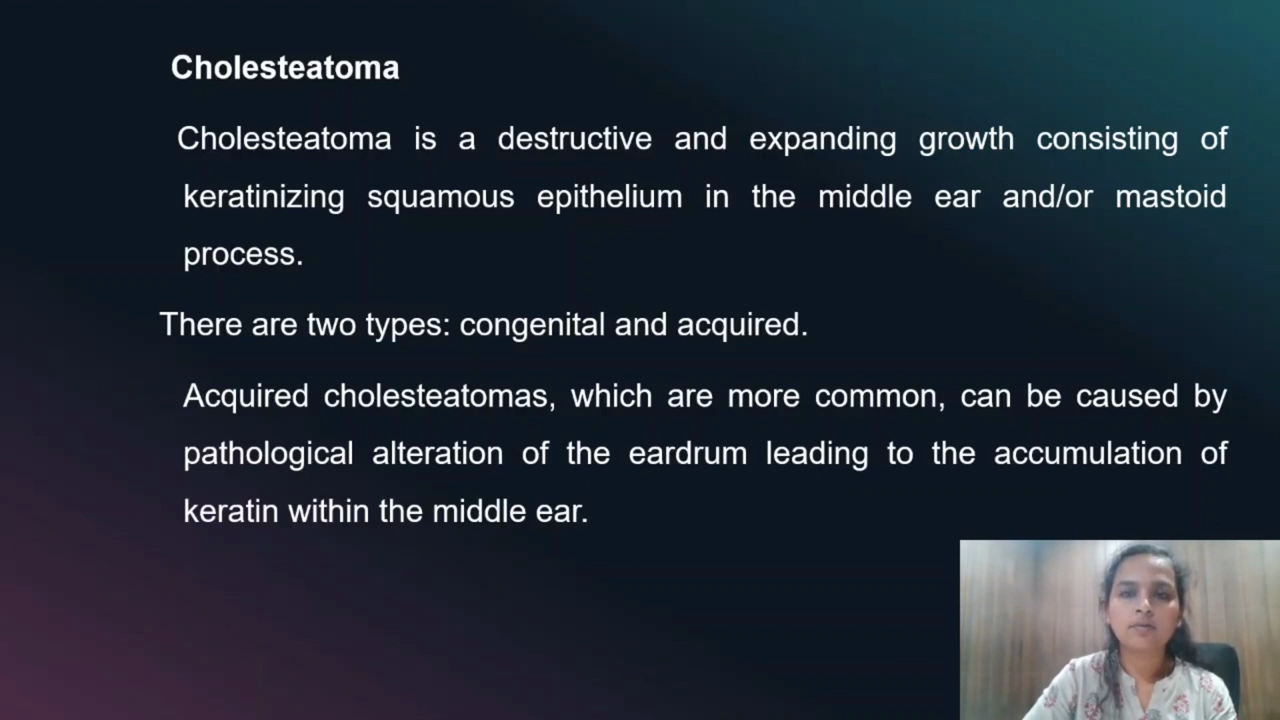 Cholesteatoma
Cholesteatoma is a destructive and expanding growth consisting of
keratinizing squamous epithelium in the middle ear and/or mastoid
process.
There are two types: congenital and acquired.
Acquired cholesteatomas, which are more common, can be caused by
pathological alteration of the eardrum leading to the accumulation of
keratin within the middle ear.